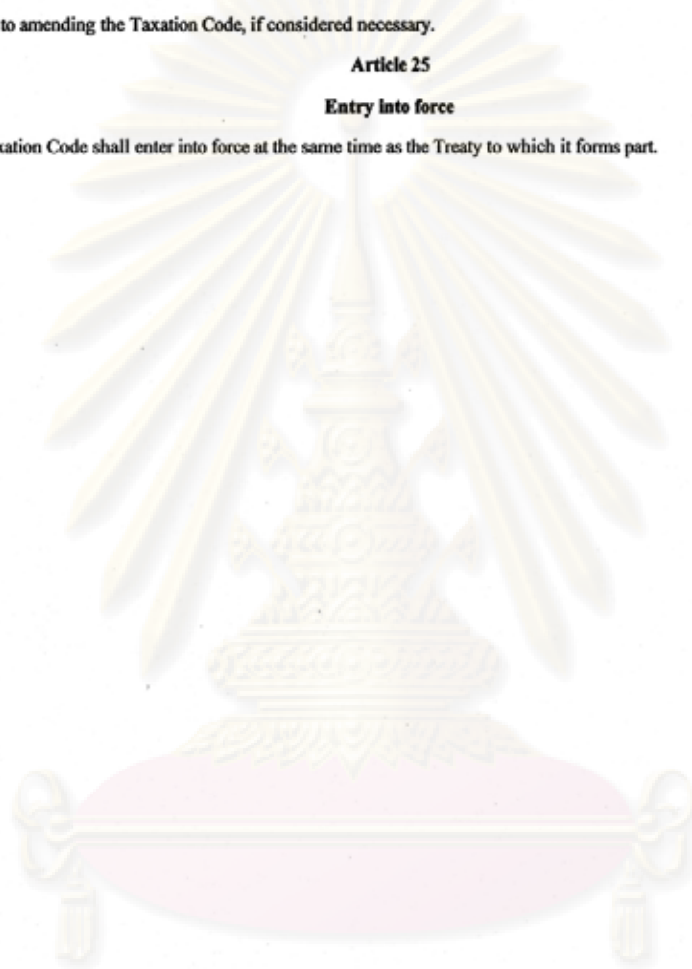 to amending the Taxation Code, if considered necessary.
Article 25
Entry into force
xation Code shall enter into force at the same time as the Treaty to which it forms part.